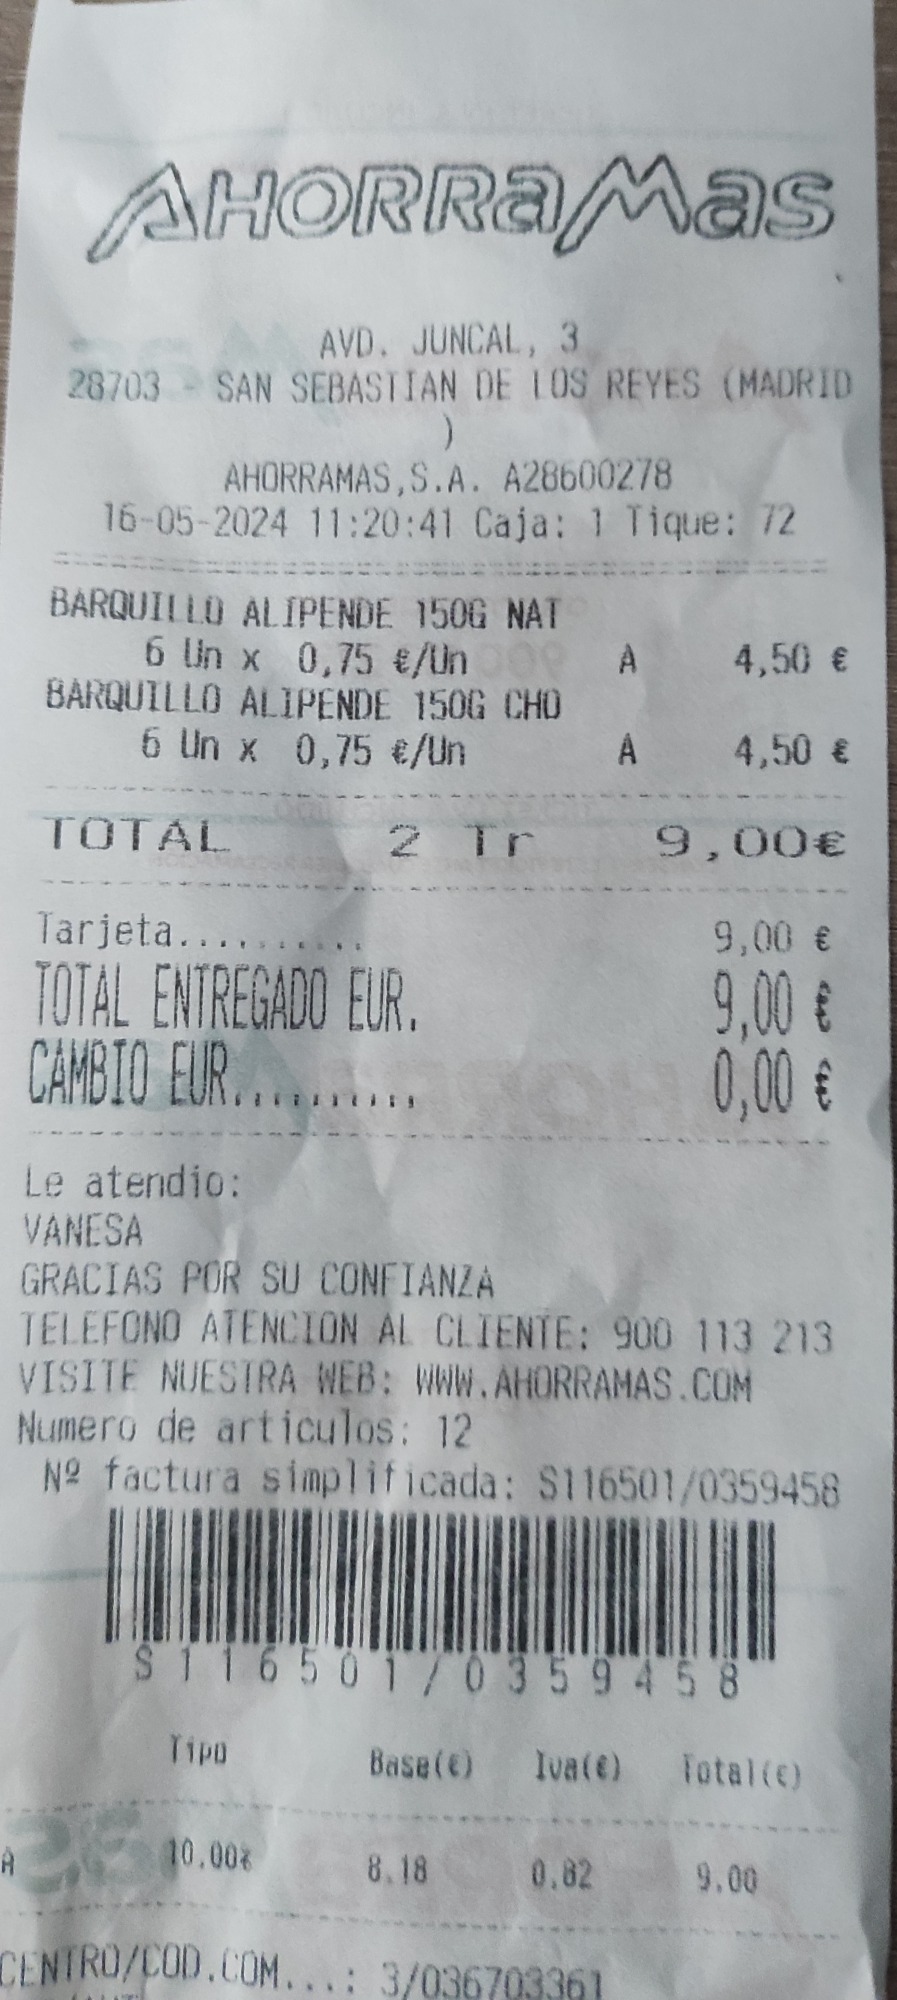 AHORRAMAS
AVD. JUNCAL, 3
28703 - SAN SEBASTIAN DE LOS REYES (MADRID
)
AHORRAMAS,S.A. A28600278
16-05-2024 11:20:41 Caja: 1 Tique: 72
BARQUILLO ALIPENDE 150G NAT
6 Un x 0,75 €/Un A 4,50 €
BARQUILLO ALIPENDE 150G CHO
6 Un x 0,75 €/Un A 4,50 €
TOTAL 2 Tr 9,00€
Tarjeta.......... 9,00 €
TOTAL ENTREGADO EUR. 9,00 €
CAMBIO EUR.......... 0,00 €
Le atendio:
VANESA
GRACIAS POR SU CONFIANZA
TELEFONO ATENCION AL CLIENTE: 900 113 213
VISITE NUESTRA WEB: WWW.AHORRAMAS.COM
Numero de articulos: 12
Nº factura simplificada: S116501/0359458
S116501/0359458
Tipo Base(€) Iva(€) Total(€)
A 10.00% 8.18 0.82 9.00
CENTRO/COD.COM...: 3/036703361